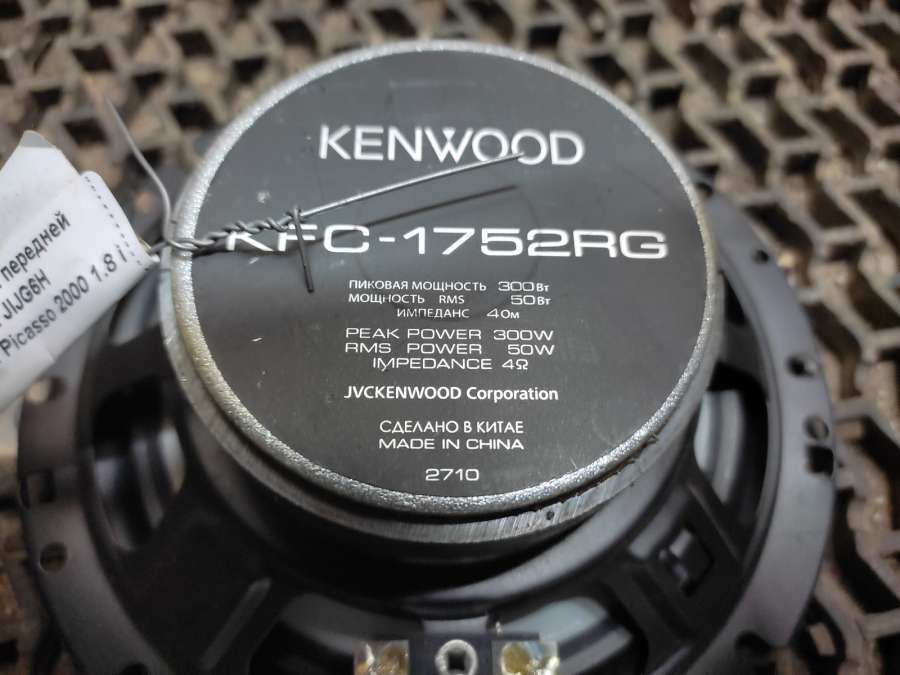 KENWOOD
KFC-1752RG
ПИКОВАЯ МОЩНОСТЬ 300Вт
МОЩНОСТЬ RMS 50Вт
ИМПЕДАНС 4Ом
PEAK POWER 300W
RMS POWER 50W
IMPEDANCE 4Ω
JVCKENWOOD Corporation
СДЕЛАНО В КИТАЕ
MADE IN CHINA
2710
передней
JIJG6H
Picasso 2000 1.8 i